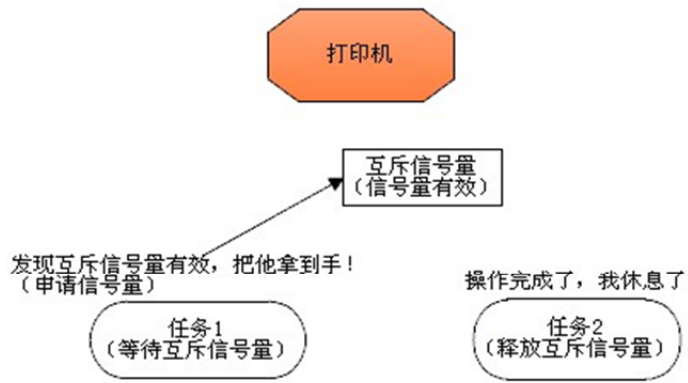 打印机
互斥信号量
（信号量有效）
发现互斥信号量有效，把他拿到手！
（申请信号量）
操作完成了，我休息了
任务1
（等待互斥信号量）
任务2
（释放互斥信号量）